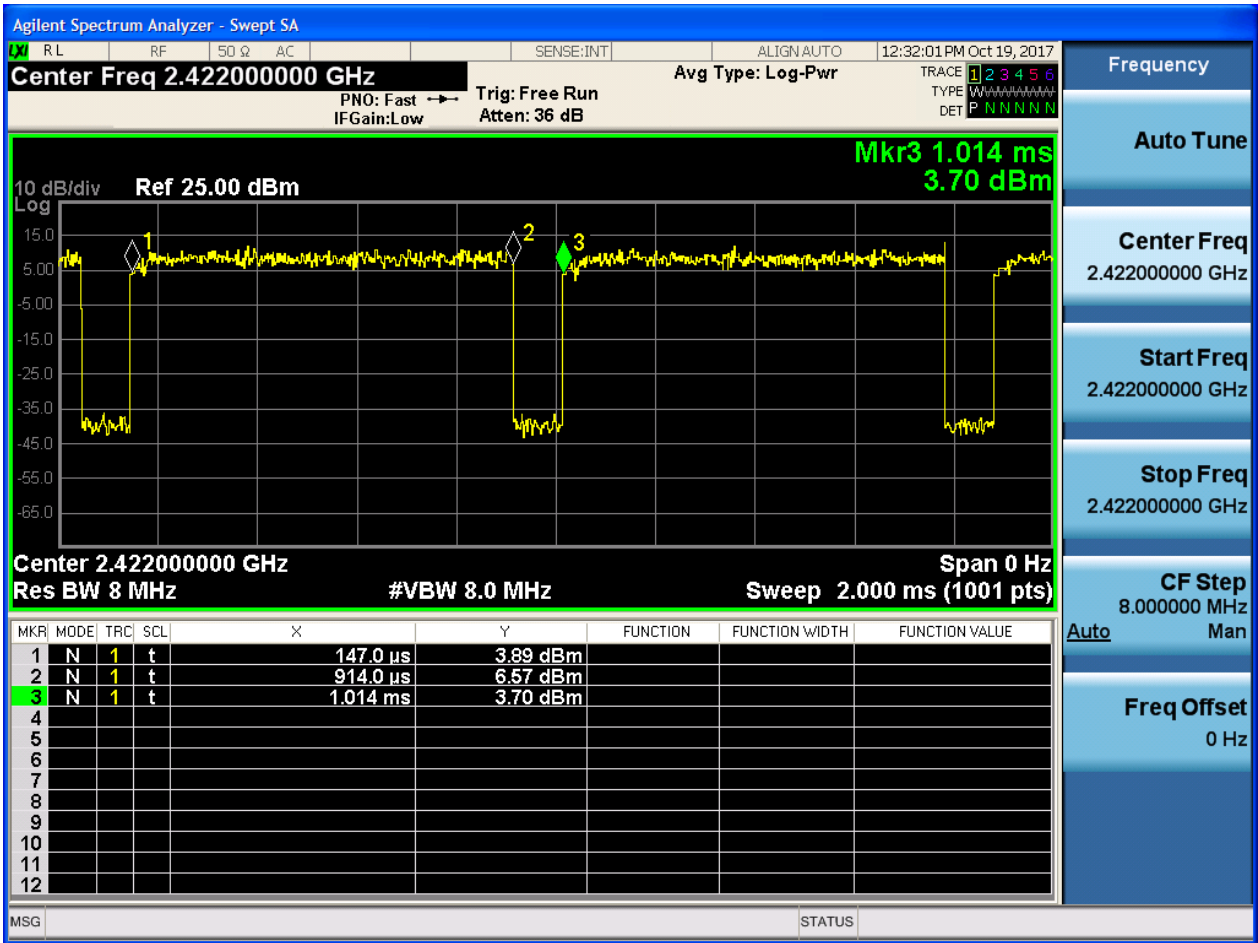 Agilent Spectrum Analyzer - Swept SA
LXI RL RF 50 Ω AC SENSE:INT ALIGN AUTO 12:32:01 PM Oct 19, 2017
Center Freq 2.422000000 GHz
PNO: Fast
IFGain:Low
Trig: Free Run
Atten: 36 dB
Avg Type: Log-Pwr
TRACE 1 2 3 4 5 6
TYPE WWWWWW
DET P N N N N N
Mkr3 1.014 ms
3.70 dBm
10 dB/div Ref 25.00 dBm
Log
15.0
5.00
-5.00
-15.0
-25.0
-35.0
-45.0
-55.0
-65.0
1
2
3
Center 2.422000000 GHz Span 0 Hz
Res BW 8 MHz #VBW 8.0 MHz Sweep 2.000 ms (1001 pts)
MKR MODE TRC SCL X Y FUNCTION FUNCTION WIDTH FUNCTION VALUE
1 N 1 t 147.0 µs 3.89 dBm
2 N 1 t 914.0 µs 6.57 dBm
3 N 1 t 1.014 ms 3.70 dBm
4
5
6
7
8
9
10
11
12
MSG STATUS
Frequency
Auto Tune
Center Freq
2.422000000 GHz
Start Freq
2.422000000 GHz
Stop Freq
2.422000000 GHz
CF Step
8.000000 MHz
Auto Man
Freq Offset
0 Hz